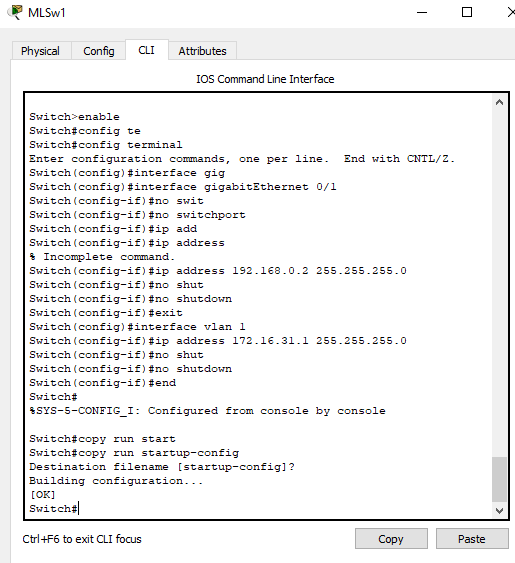 MLSw1
Physical Config CLI Attributes
IOS Command Line Interface
Switch>enable
Switch#config te
Switch#config terminal
Enter configuration commands, one per line.  End with CNTL/Z.
Switch(config)#interface gig
Switch(config)#interface gigabitEthernet 0/1
Switch(config-if)#no swit
Switch(config-if)#no switchport
Switch(config-if)#ip add
Switch(config-if)#ip address
% Incomplete command.
Switch(config-if)#ip address 192.168.0.2 255.255.255.0
Switch(config-if)#no shut
Switch(config-if)#no shutdown
Switch(config-if)#exit
Switch(config)#interface vlan 1
Switch(config-if)#ip address 172.16.31.1 255.255.255.0
Switch(config-if)#no shut
Switch(config-if)#no shutdown
Switch(config-if)#end
Switch#
%SYS-5-CONFIG_I: Configured from console by console
Switch#copy run start
Switch#copy run startup-config
Destination filename [startup-config]?
Building configuration...
[OK]
Switch#
Ctrl+F6 to exit CLI focus
Copy Paste